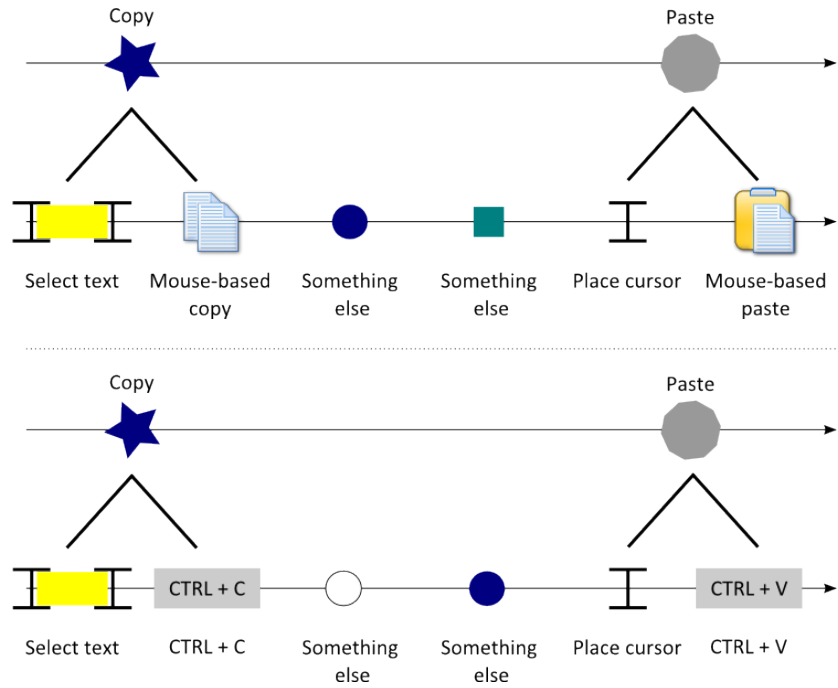 Copy
Paste
Select text
Mouse-based
copy
Something
else
Something
else
Place cursor
Mouse-based
paste
Copy
Paste
CTRL + C
CTRL + V
Select text
CTRL + C
Something
else
Something
else
Place cursor
CTRL + V